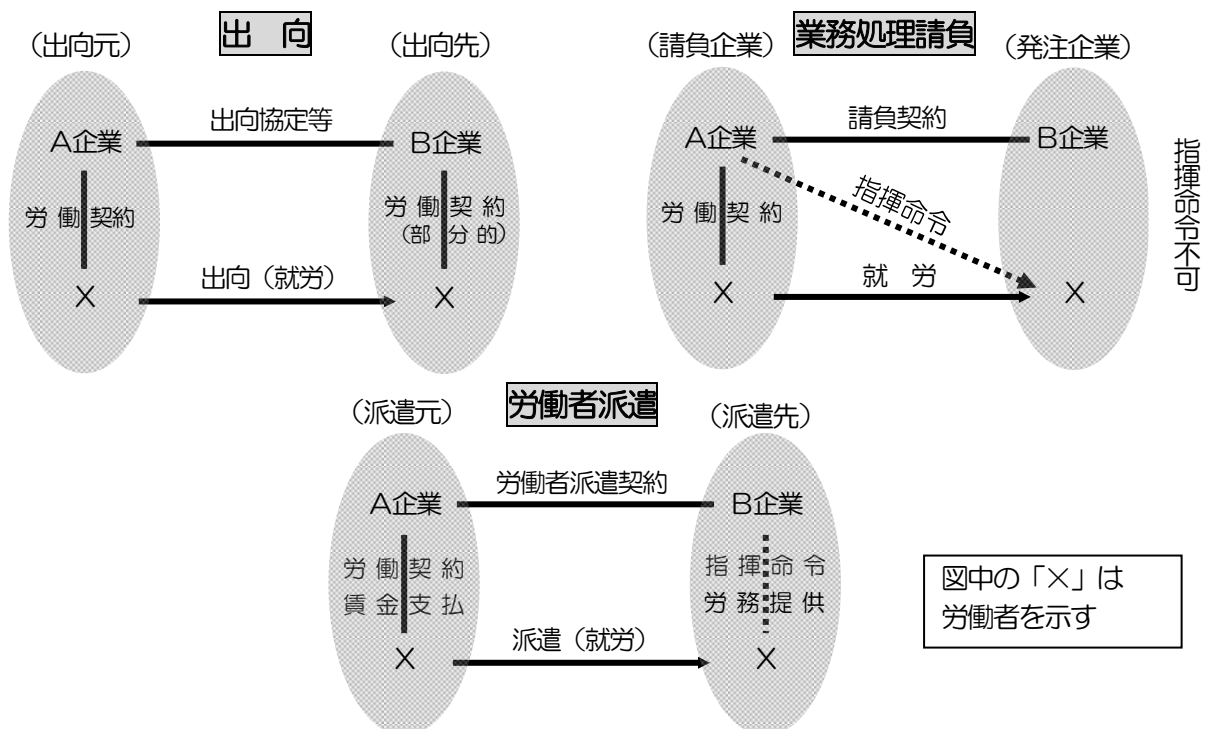 出 向
（出向元）
（出向先）
A企業
出向協定等
B企業
労 働 契約
労 働 契 約
（部 分 的）
X
出向（就労）
X
業務処理請負
（請負企業）
（発注企業）
A企業
請負契約
B企業
労 働 契 約
指揮命令
指揮命令不可
X
就 労
X
労働者派遣
（派遣元）
（派遣先）
A企業
労働者派遣契約
B企業
労 働 契 約
賃 金 支 払
指 揮 命 令
労 務 提 供
X
派遣（就労）
X
図中の「X」は
労働者を示す